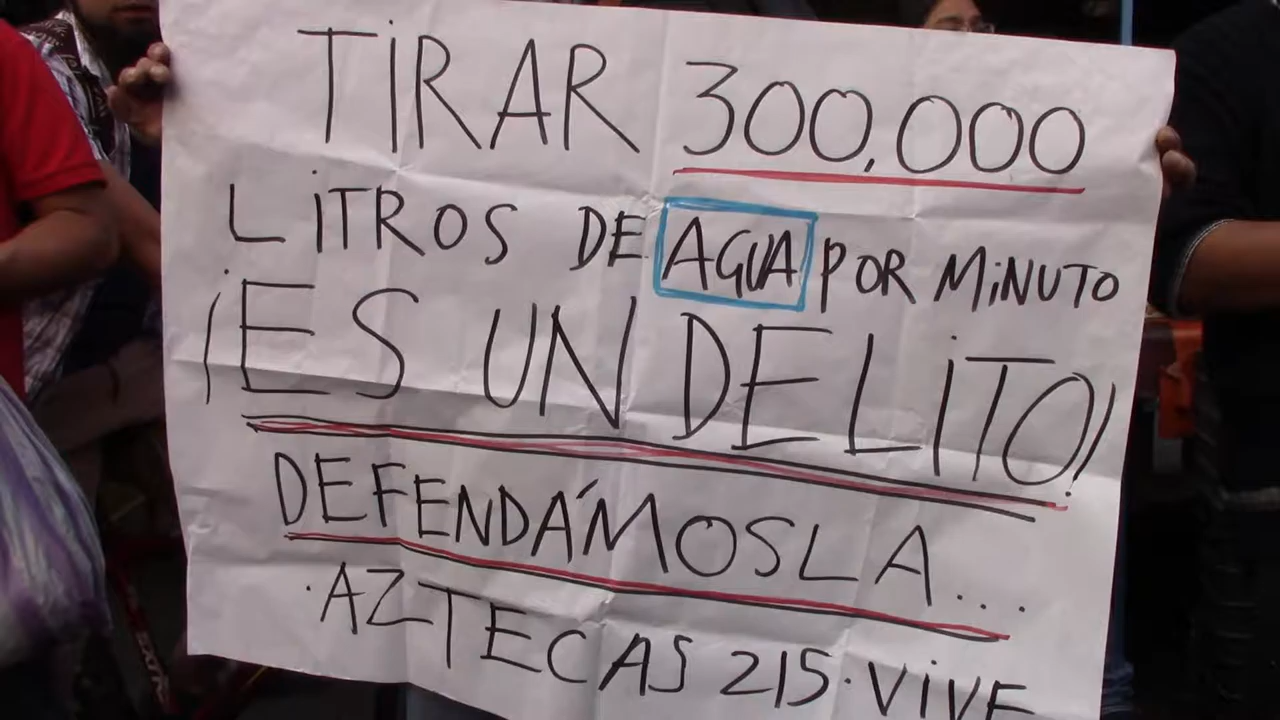 TIRAR 300,000
LITROS DE AGUA POR MINUTO
¡ES UN DELITO!
DEFENDÁMOSLA...
·AZTECAS 215·VIVE